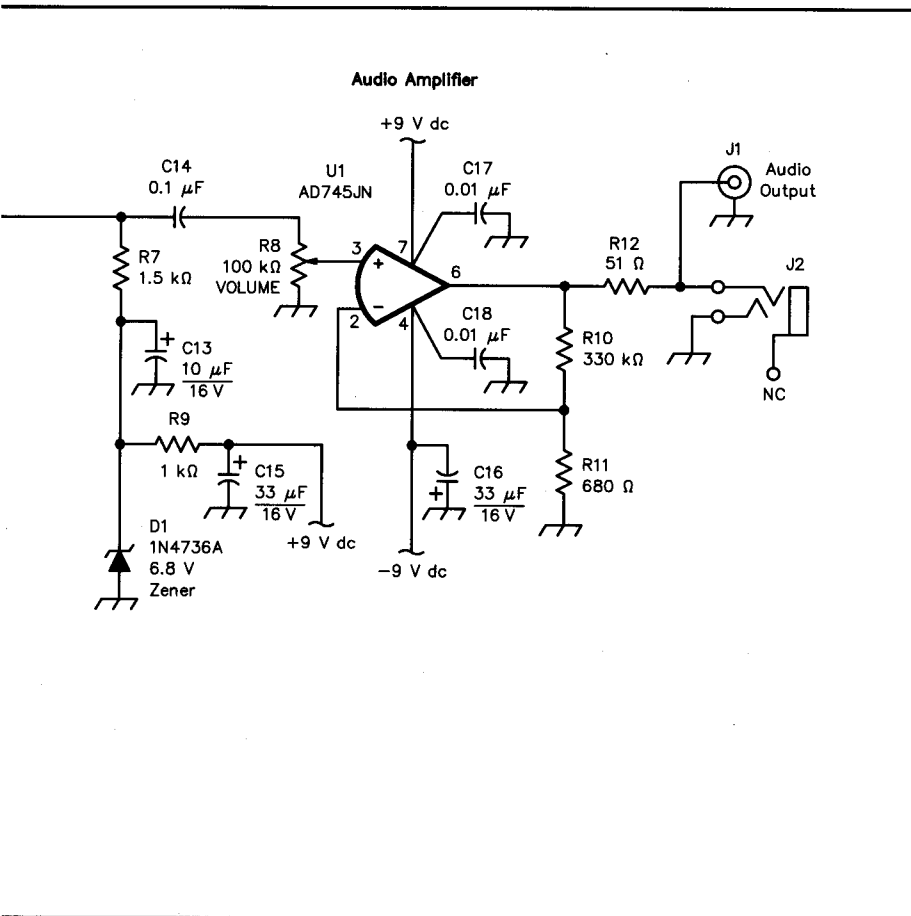 Audio Amplifier
+9 V dc
C14
0.1 μF
U1
AD745JN
C17
0.01 μF
J1
Audio
Output
R7
1.5 kΩ
R8
100 kΩ
VOLUME
3
7
+
6
−
2
4
R12
51 Ω
J2
C18
0.01 μF
+
C13
10 μF
16 V
R10
330 kΩ
NC
R9
1 kΩ
+
C15
33 μF
16 V
+9 V dc
C16
+
33 μF
16 V
R11
680 Ω
D1
1N4736A
6.8 V
Zener
−9 V dc